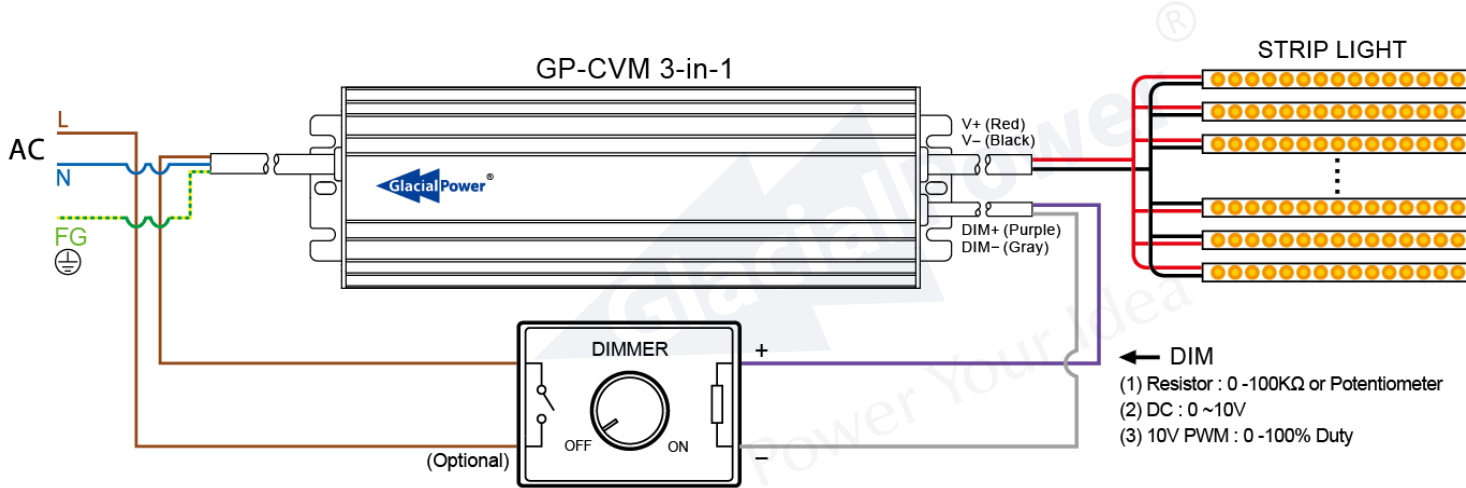 GP-CVM 3-in-1
STRIP LIGHT
L
AC
N
FG
GlacialPower®
V+ (Red)
V– (Black)
DIM+ (Purple)
DIM– (Gray)
DIMMER
OFF
ON
(Optional)
+
–
DIM
(1) Resistor : 0 -100KΩ or Potentiometer
(2) DC : 0 ~10V
(3) 10V PWM : 0 -100% Duty
GlacialPower®
Power Your Idea